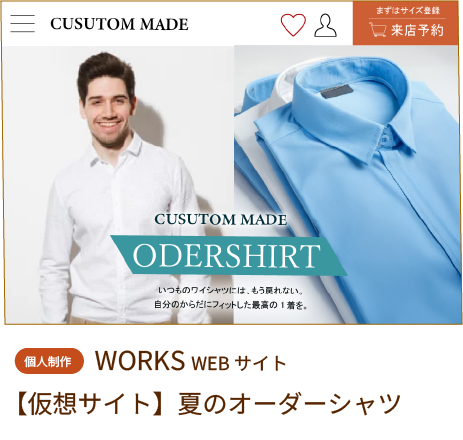 CUSUTOM MADE
まずはサイズ登録
来店予約
CUSUTOM MADE
ODERSHIRT
いつものワイシャツには、もう戻れない。
自分のからだにフィットした最高の1着を。
個人制作 WORKS WEB サイト
【仮想サイト】夏のオーダーシャツ